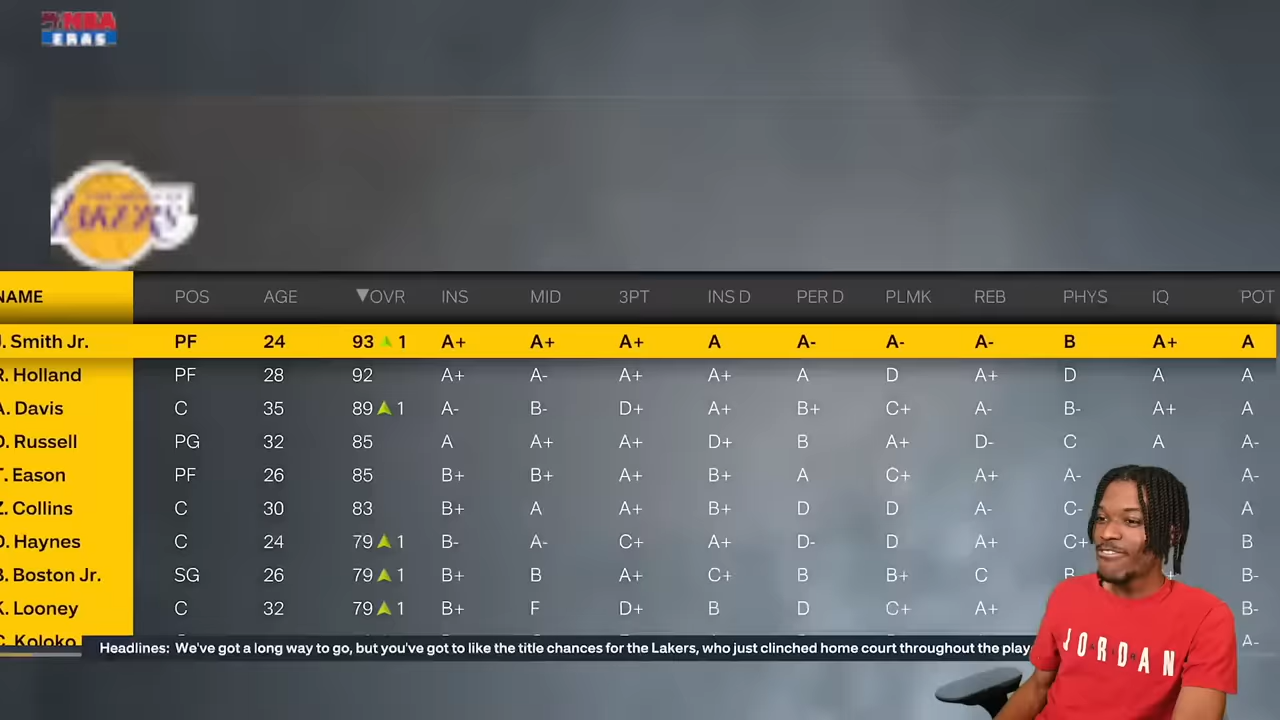 NBA
ERAS
LAKERS
NAME POS AGE ▼OVR INS MID 3PT INS D PER D PLMK REB PHYS IQ POT
J. Smith Jr. PF 24 93 1 A+ A+ A+ A A- A- A- B A+ A
R. Holland PF 28 92 A+ A- A+ A+ A D A+ D A A
A. Davis C 35 89 1 A- B- D+ A+ B+ C+ A- B- A+ A
D. Russell PG 32 85 A A+ A+ D+ B A+ D- C A A-
T. Eason PF 26 85 B+ B+ A+ B+ A C+ A+ A- A-
Z. Collins C 30 83 B+ A A+ B+ D D A- C- A
D. Haynes C 24 79 1 B- A- C+ A+ D- D A+ C+ B
B. Boston Jr. SG 26 79 1 B+ B A+ C+ B B+ C B B-
K. Looney C 32 79 1 B+ F D+ B D C+ A+ B-
C. Koloko A-
Headlines: We've got a long way to go, but you've got to like the title chances for the Lakers, who just clinched home court throughout the play
JORDAN